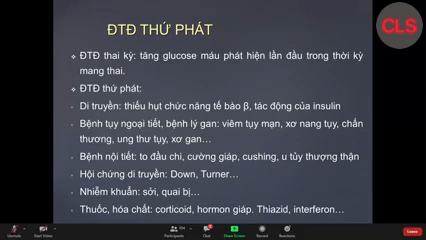 CLS
ĐTĐ THỨ PHÁT
❖ ĐTĐ thai kỳ: tăng glucose máu phát hiện lần đầu trong thời kỳ
mang thai.
❖ ĐTĐ thứ phát:
- Di truyền: thiếu hụt chức năng tế bào β, tác động của insulin
- Bệnh tụy ngoại tiết, bệnh lý gan: viêm tụy mạn, xơ nang tụy, chấn
thương, ung thư tụy, xơ gan…
- Bệnh nội tiết: to đầu chi, cường giáp, cushing, u tủy thượng thận
- Hội chứng di truyền: Down, Turner…
- Nhiễm khuẩn: sởi, quai bị…
- Thuốc, hóa chất: corticoid, hormon giáp. Thiazid, interferon…
Unmute Start Video Participants Chat Share Screen Record Reactions Leave